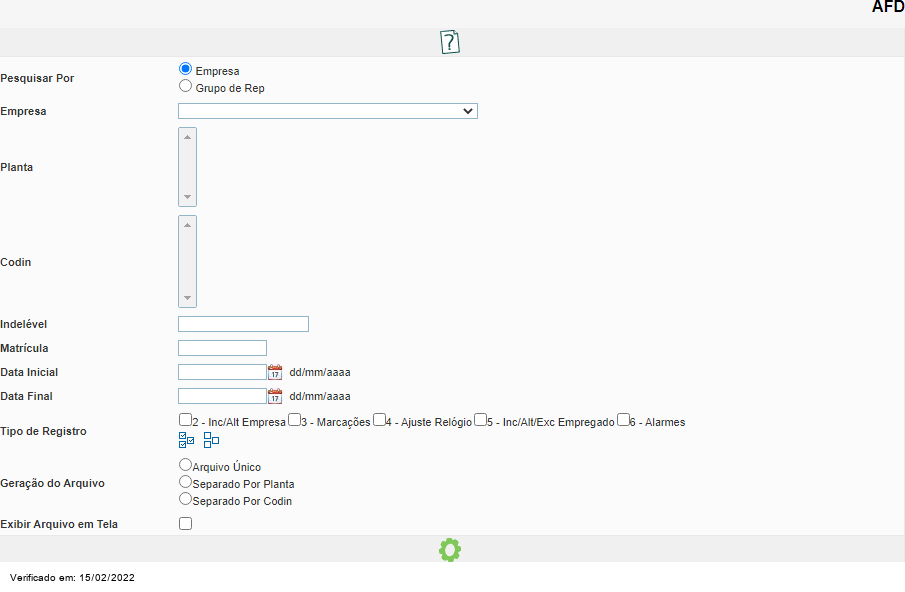 AFD
Pesquisar Por
Empresa
Grupo de Rep
Empresa
Planta
Codin
Indelével
Matrícula
Data Inicial 17 dd/mm/aaaa
Data Final 17 dd/mm/aaaa
Tipo de Registro
2 - Inc/Alt Empresa 3 - Marcações 4 - Ajuste Relógio 5 - Inc/Alt/Exc Empregado 6 - Alarmes
Geração do Arquivo
Arquivo Único
Separado Por Planta
Separado Por Codin
Exibir Arquivo em Tela
Verificado em: 15/02/2022